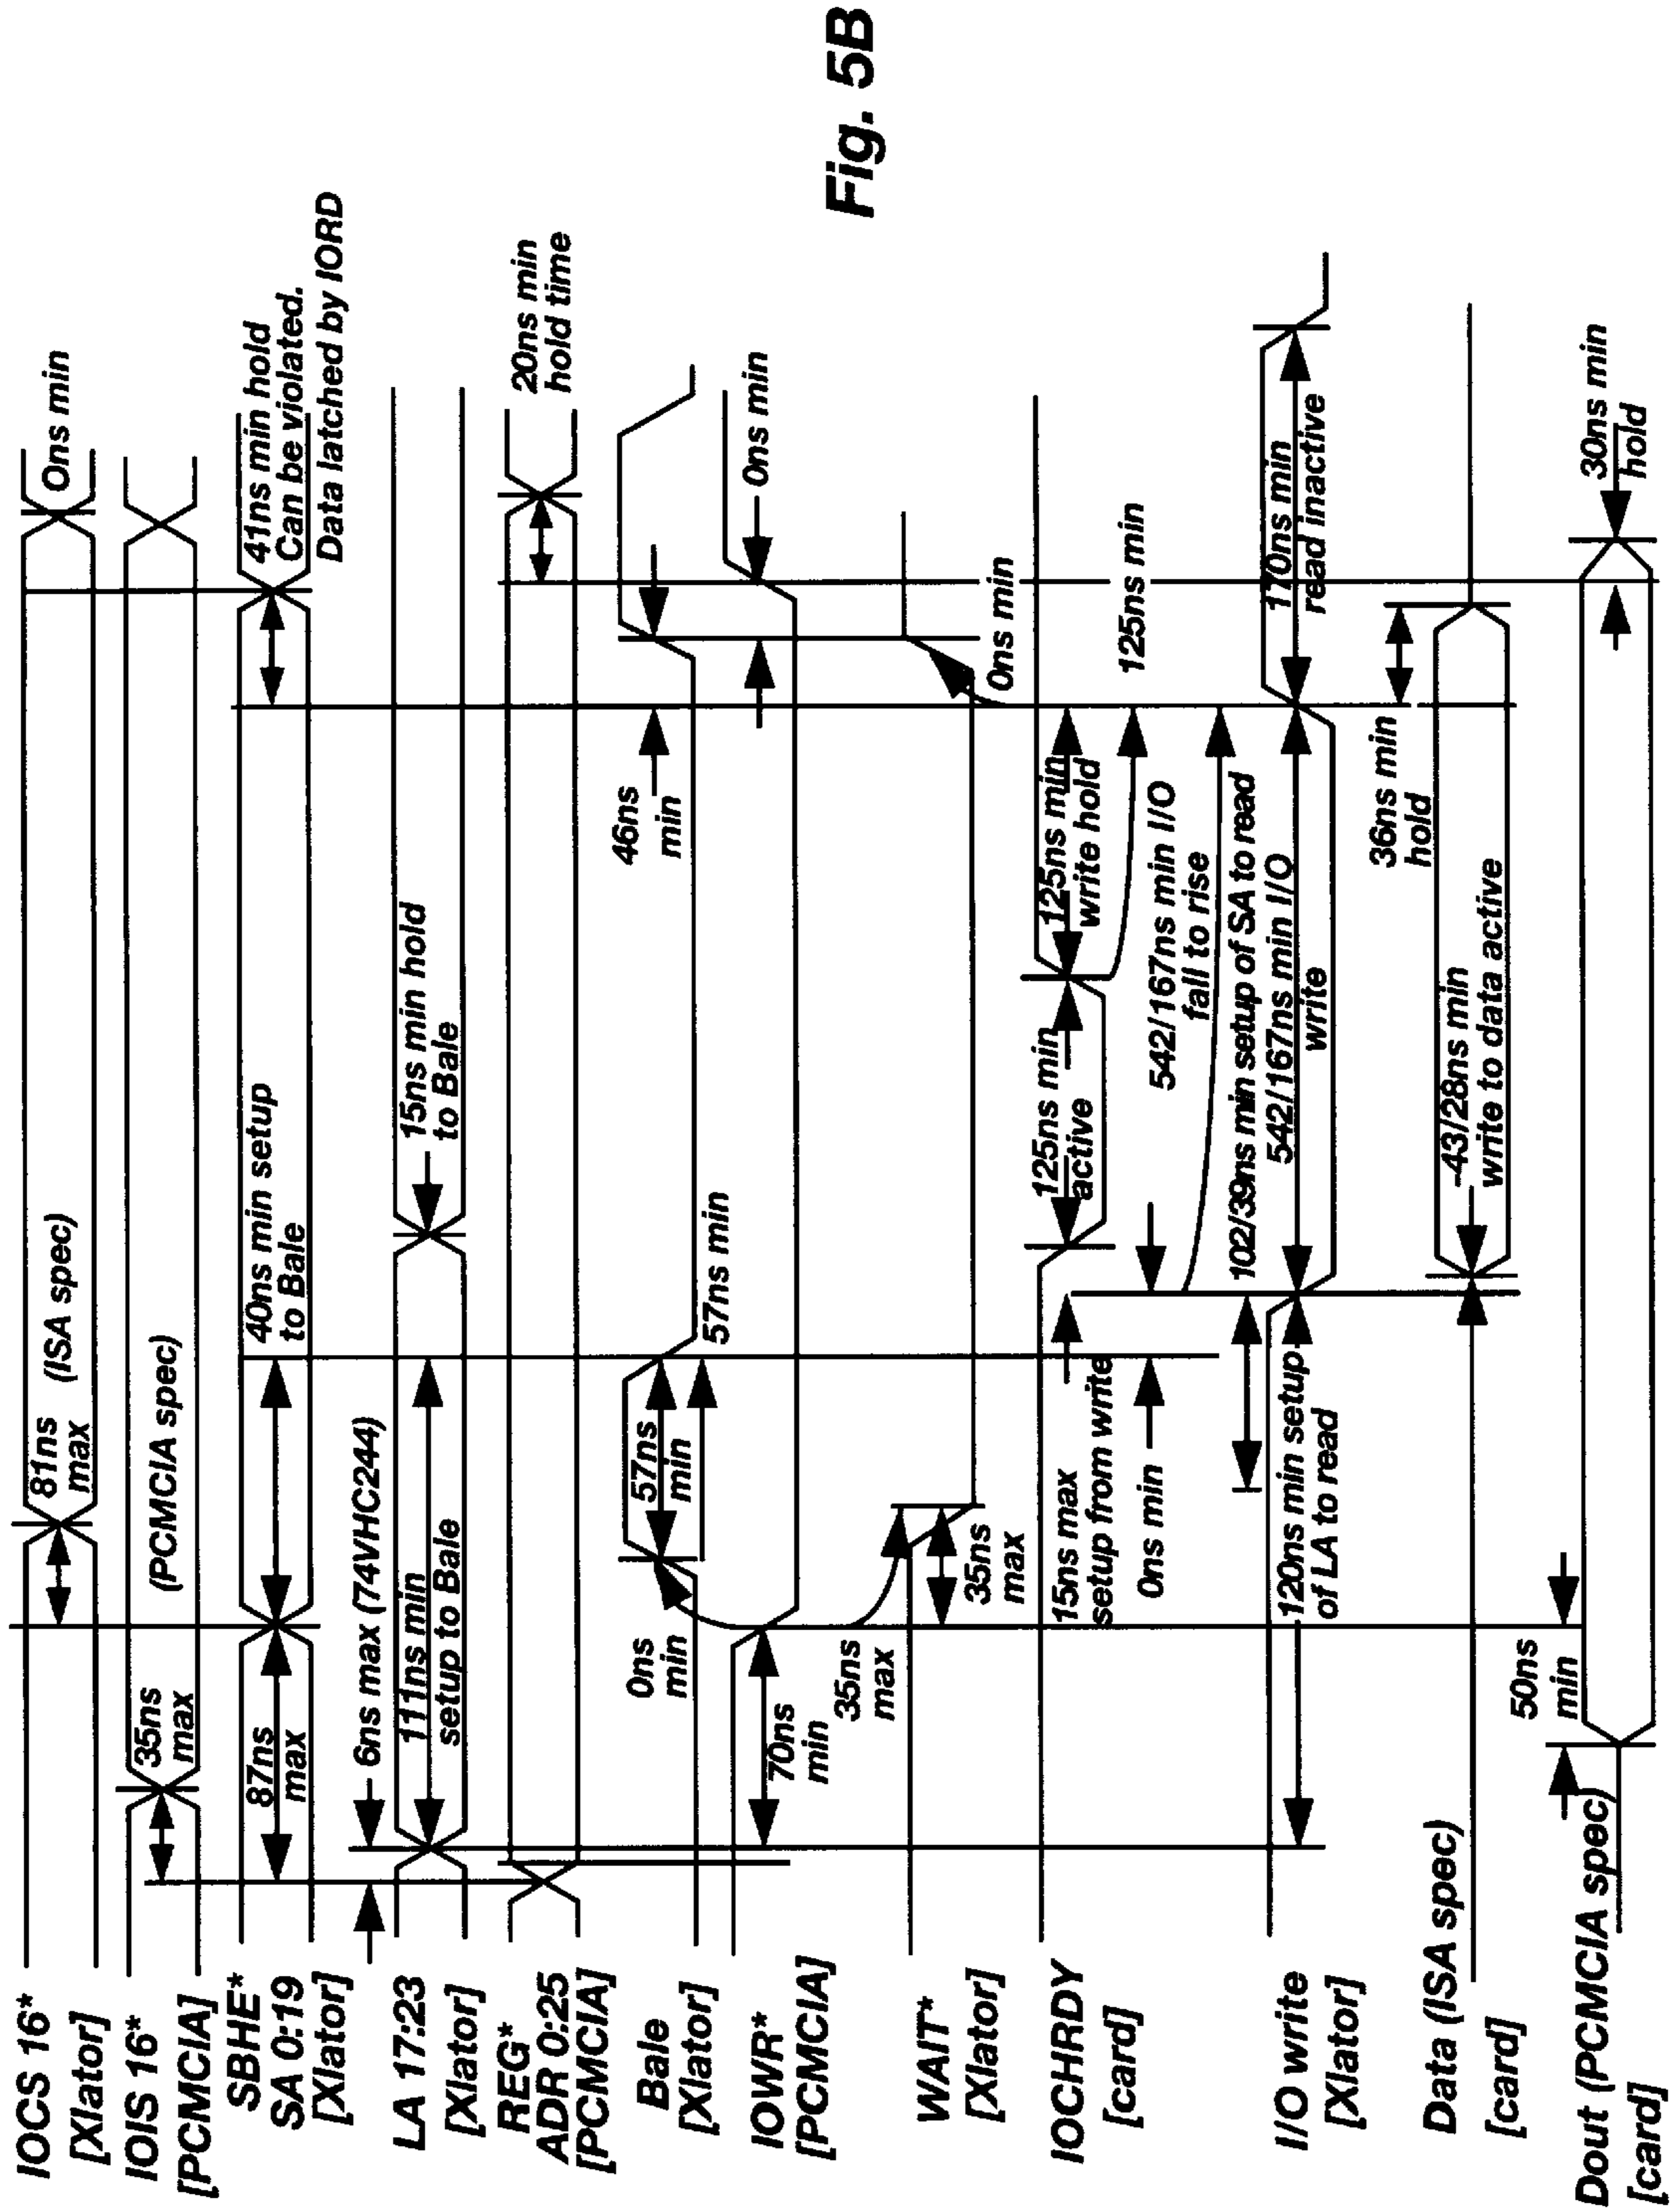 IOCS 16*
[Xlator]
81ns
max
(ISA spec)
0ns min
IOIS 16*
[PCMCIA]
35ns
max
(PCMCIA spec)
SBHE*
SA 0:19
[Xlator]
87ns
max
40ns min setup
to Bale
41ns min hold
Can be violated.
Data latched by IORD
6ns max (74VHC244)
LA 17:23
[Xlator]
111ns min
setup to Bale
15ns min hold
to Bale
REG*
ADR 0:25
[PCMCIA]
20ns min
hold time
Bale
[Xlator]
0ns
min
57ns
min
57ns min
46ns
min
IOWR*
[PCMCIA]
70ns
min
0ns min
WAIT*
[Xlator]
35ns
max
35ns
max
0ns min
IOCHRDY
[card]
15ns max
setup from write
125ns min
active
125ns min
write hold
125ns min
0ns min
542/167ns min I/O
fall to rise
102/39ns min setup of SA to read
I/O write
[Xlator]
120ns min setup
of LA to read
542/167ns min I/O
write
170ns min
read inactive
Data (ISA spec)
[card]
-43/28ns min
write to data active
36ns min
hold
Dout (PCMCIA spec)
[card]
50ns
min
30ns min
hold
Fig. 5B